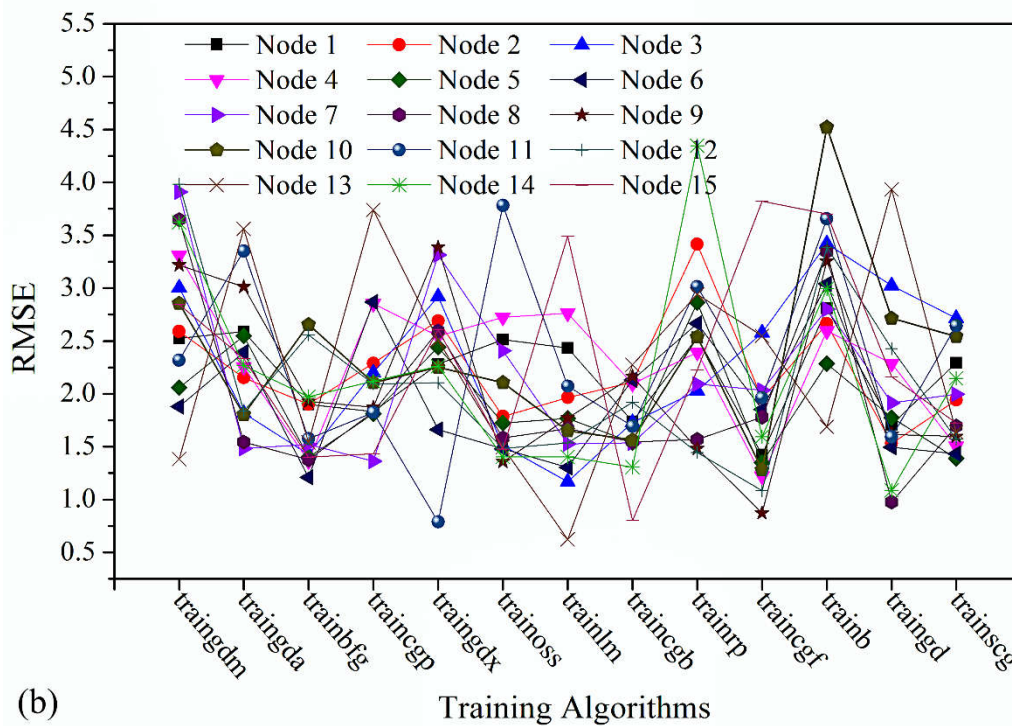 5.5
5.0
4.5
4.0
3.5
3.0
2.5
2.0
1.5
1.0
0.5
RMSE
Node 1 Node 2 Node 3
Node 4 Node 5 Node 6
Node 7 Node 8 Node 9
Node 10 Node 11 Node 12
Node 13 Node 14 Node 15
traingdm traingda trainbfg traincgp traingdx trainoss trainlm traincgb trainrp traincgf trainb traingd trainscg
(b) Training Algorithms